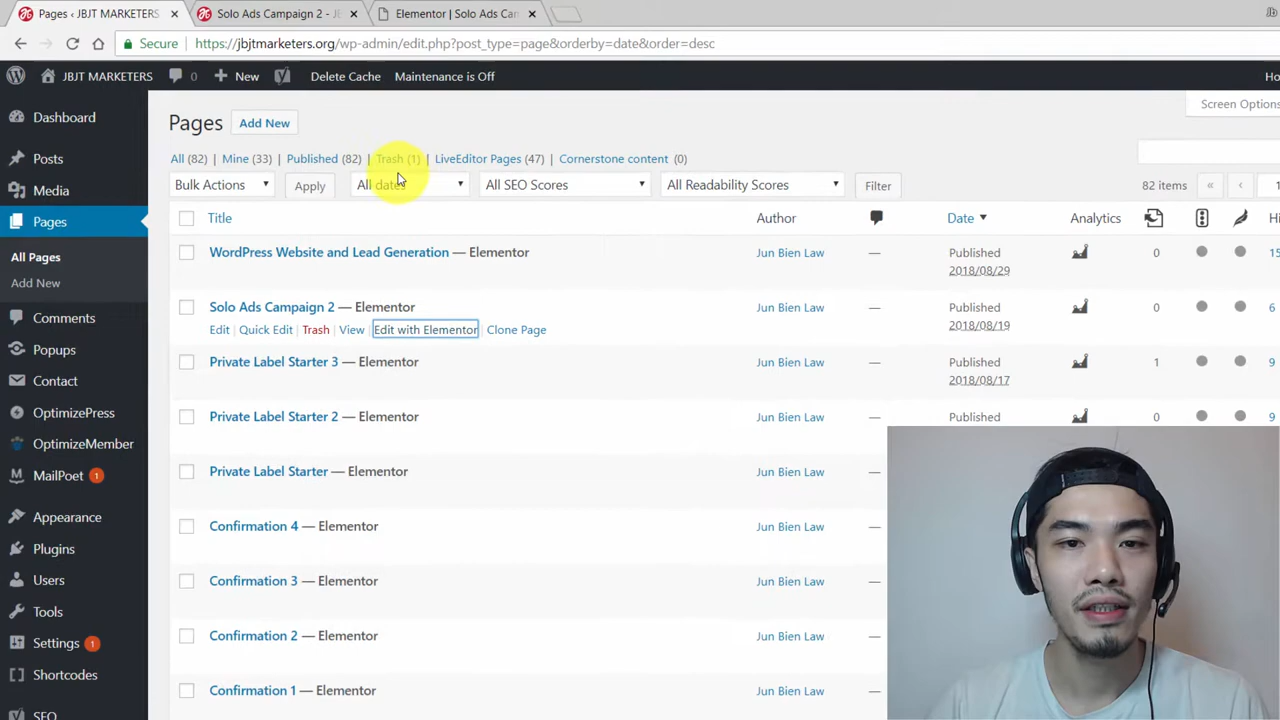 Pages ‹ JBJT MARKETERS
Solo Ads Campaign 2 - J
Elementor | Solo Ads Ca
Secure
https://jbjtmarketers.org/wp-admin/edit.php?post_type=page&orderby=date&order=desc
JBJT MARKETERS
0
New
Delete Cache
Maintenance is Off
Dashboard
Posts
Media
Pages
All Pages
Add New
Comments
Popups
Contact
OptimizePress
OptimizeMember
MailPoet 1
Appearance
Plugins
Users
Tools
Settings 1
Shortcodes
SEO
Screen Options
Pages Add New
All (82) | Mine (33) | Published (82) | Trash (1) | LiveEditor Pages (47) | Cornerstone content (0)
Bulk Actions Apply All dates All SEO Scores All Readability Scores Filter 82 items « ‹ 1
Title Author Date Analytics
WordPress Website and Lead Generation — Elementor Jun Bien Law — Published 0 15
2018/08/29
Solo Ads Campaign 2 — Elementor Jun Bien Law — Published 0 6
Edit | Quick Edit | Trash | View | Edit with Elementor | Clone Page 2018/08/19
Private Label Starter 3 — Elementor Jun Bien Law — Published 1 9
2018/08/17
Private Label Starter 2 — Elementor Jun Bien Law — Published 0 9
Private Label Starter — Elementor Jun Bien Law —
Confirmation 4 — Elementor Jun Bien Law —
Confirmation 3 — Elementor Jun Bien Law —
Confirmation 2 — Elementor Jun Bien Law —
Confirmation 1 — Elementor Jun Bien Law —